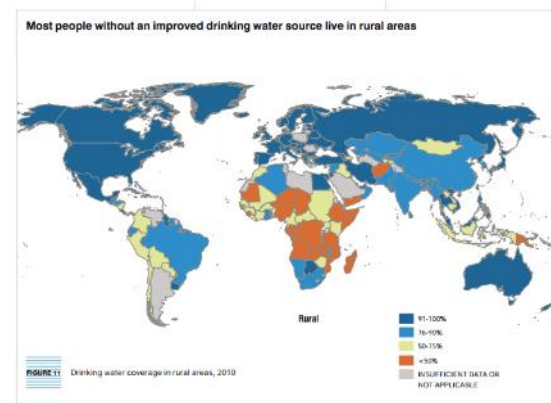 Most people without an improved drinking water source live in rural areas
Rural
91-100%
76-90%
50-75%
<50%
INSUFFICIENT DATA OR
NOT APPLICABLE
FIGURE 11 Drinking water coverage in rural areas, 2010